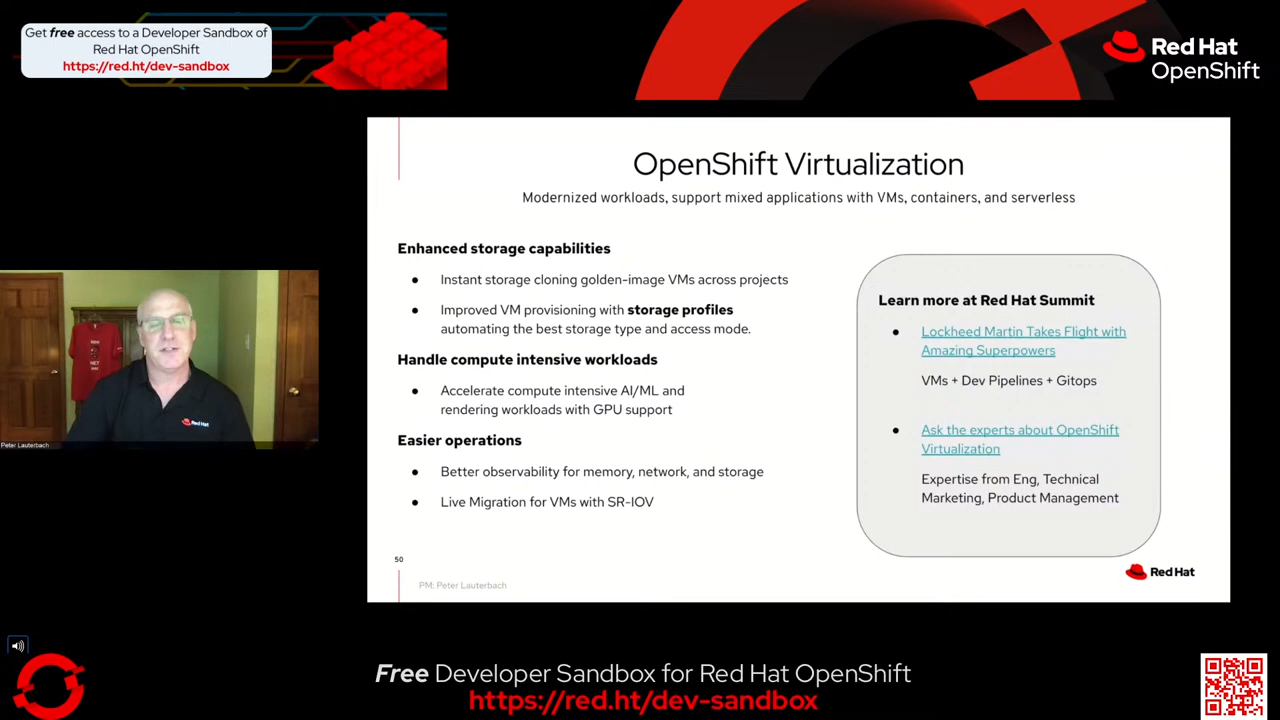 Get free access to a Developer Sandbox of
Red Hat OpenShift
https://red.ht/dev-sandbox
Red Hat
OpenShift
OpenShift Virtualization
Modernized workloads, support mixed applications with VMs, containers, and serverless
Enhanced storage capabilities
● Instant storage cloning golden-image VMs across projects
● Improved VM provisioning with storage profiles
automating the best storage type and access mode.
Handle compute intensive workloads
● Accelerate compute intensive AI/ML and
rendering workloads with GPU support
Easier operations
● Better observability for memory, network, and storage
● Live Migration for VMs with SR-IOV
Learn more at Red Hat Summit
● Lockheed Martin Takes Flight with
Amazing Superpowers
VMs + Dev Pipelines + Gitops
● Ask the experts about OpenShift
Virtualization
Expertise from Eng, Technical
Marketing, Product Management
50
PM: Peter Lauterbach
Red Hat
Red Hat
Peter Lauterbach
Free Developer Sandbox for Red Hat OpenShift
https://red.ht/dev-sandbox